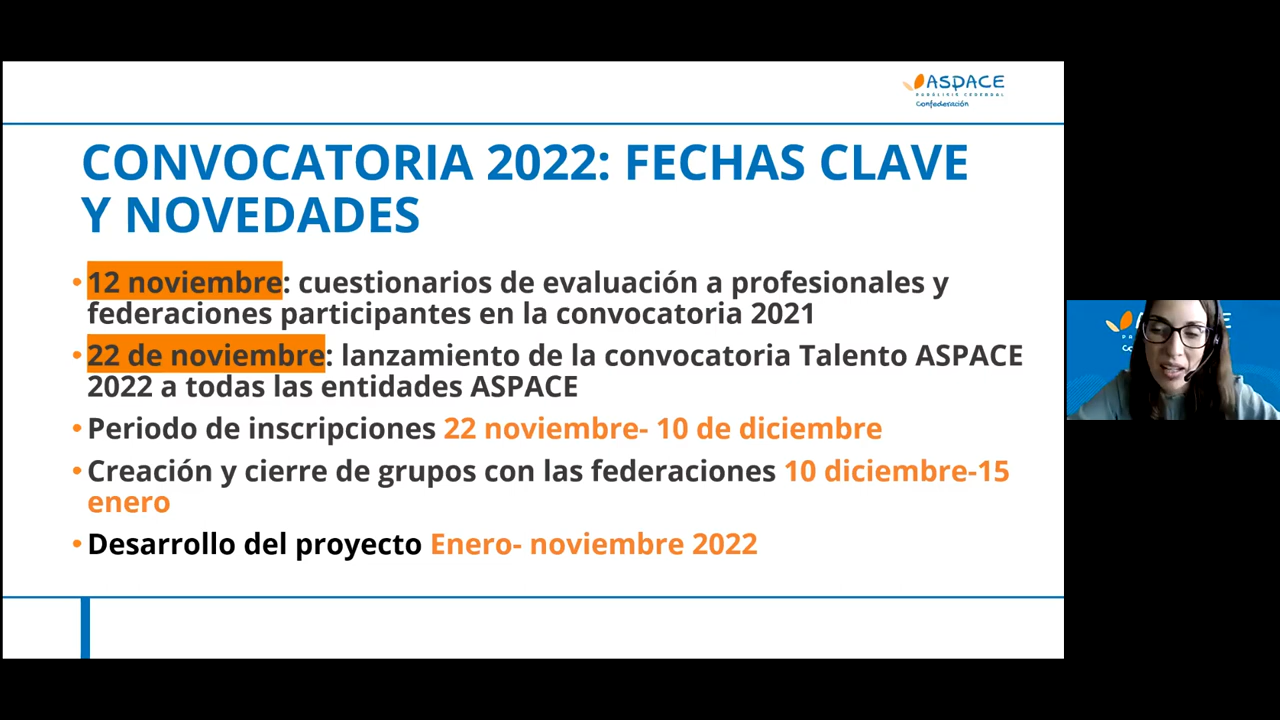 ASPACE
PARÁLISIS CEREBRAL
Confederación
CONVOCATORIA 2022: FECHAS CLAVE
Y NOVEDADES
• 12 noviembre: cuestionarios de evaluación a profesionales y
federaciones participantes en la convocatoria 2021
• 22 de noviembre: lanzamiento de la convocatoria Talento ASPACE
2022 a todas las entidades ASPACE
• Periodo de inscripciones 22 noviembre- 10 de diciembre
• Creación y cierre de grupos con las federaciones 10 diciembre-15
enero
• Desarrollo del proyecto Enero- noviembre 2022